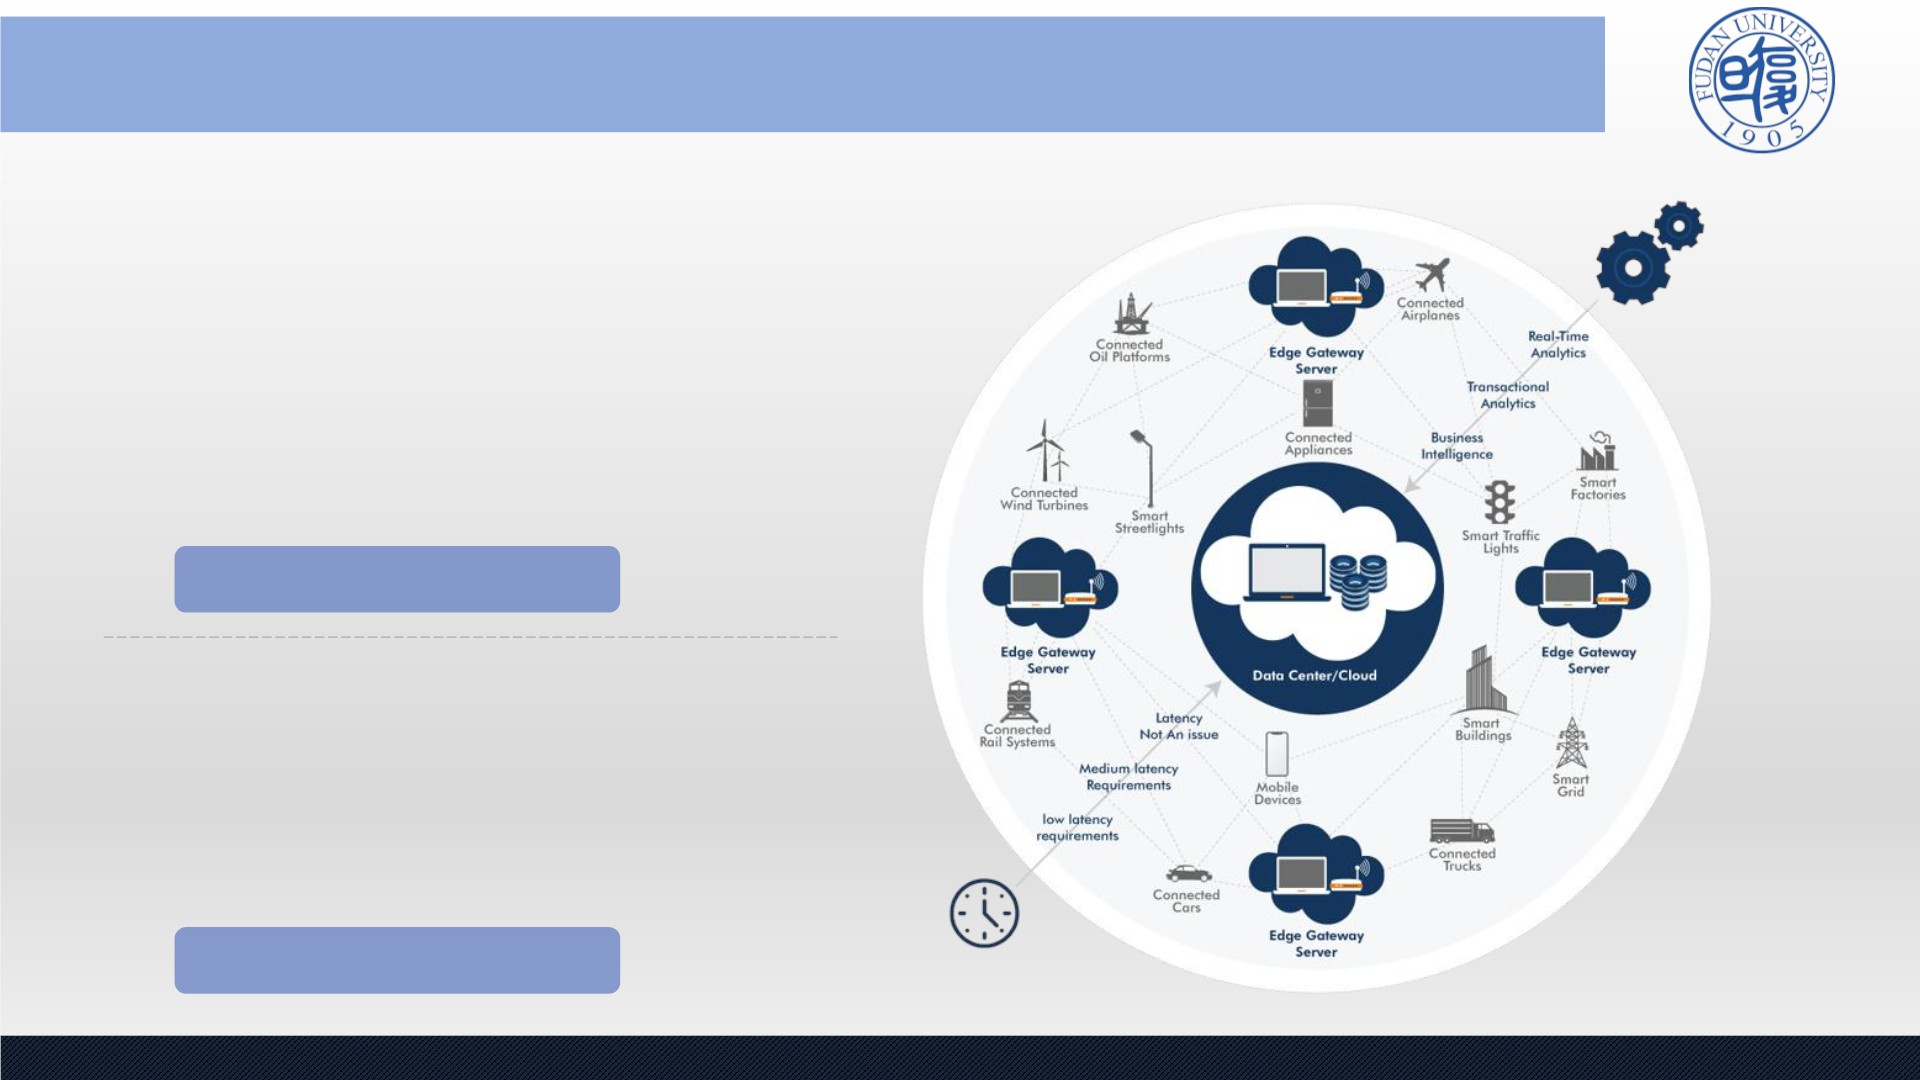 FUDAN UNIVERSITY
1905
Connected
Airplanes
Connected
Oil Platforms
Edge Gateway
Server
Real-Time
Analytics
Transactional
Analytics
Connected
Appliances
Business
Intelligence
Connected
Wind Turbines
Smart
Streetlights
Smart
Factories
Smart Traffic
Lights
Edge Gateway
Server
Data Center/Cloud
Edge Gateway
Server
Connected
Rail Systems
Latency
Not An issue
Smart
Buildings
Medium latency
Requirements
Mobile
Devices
Smart
Grid
low latency
requirements
Connected
Trucks
Connected
Cars
Edge Gateway
Server